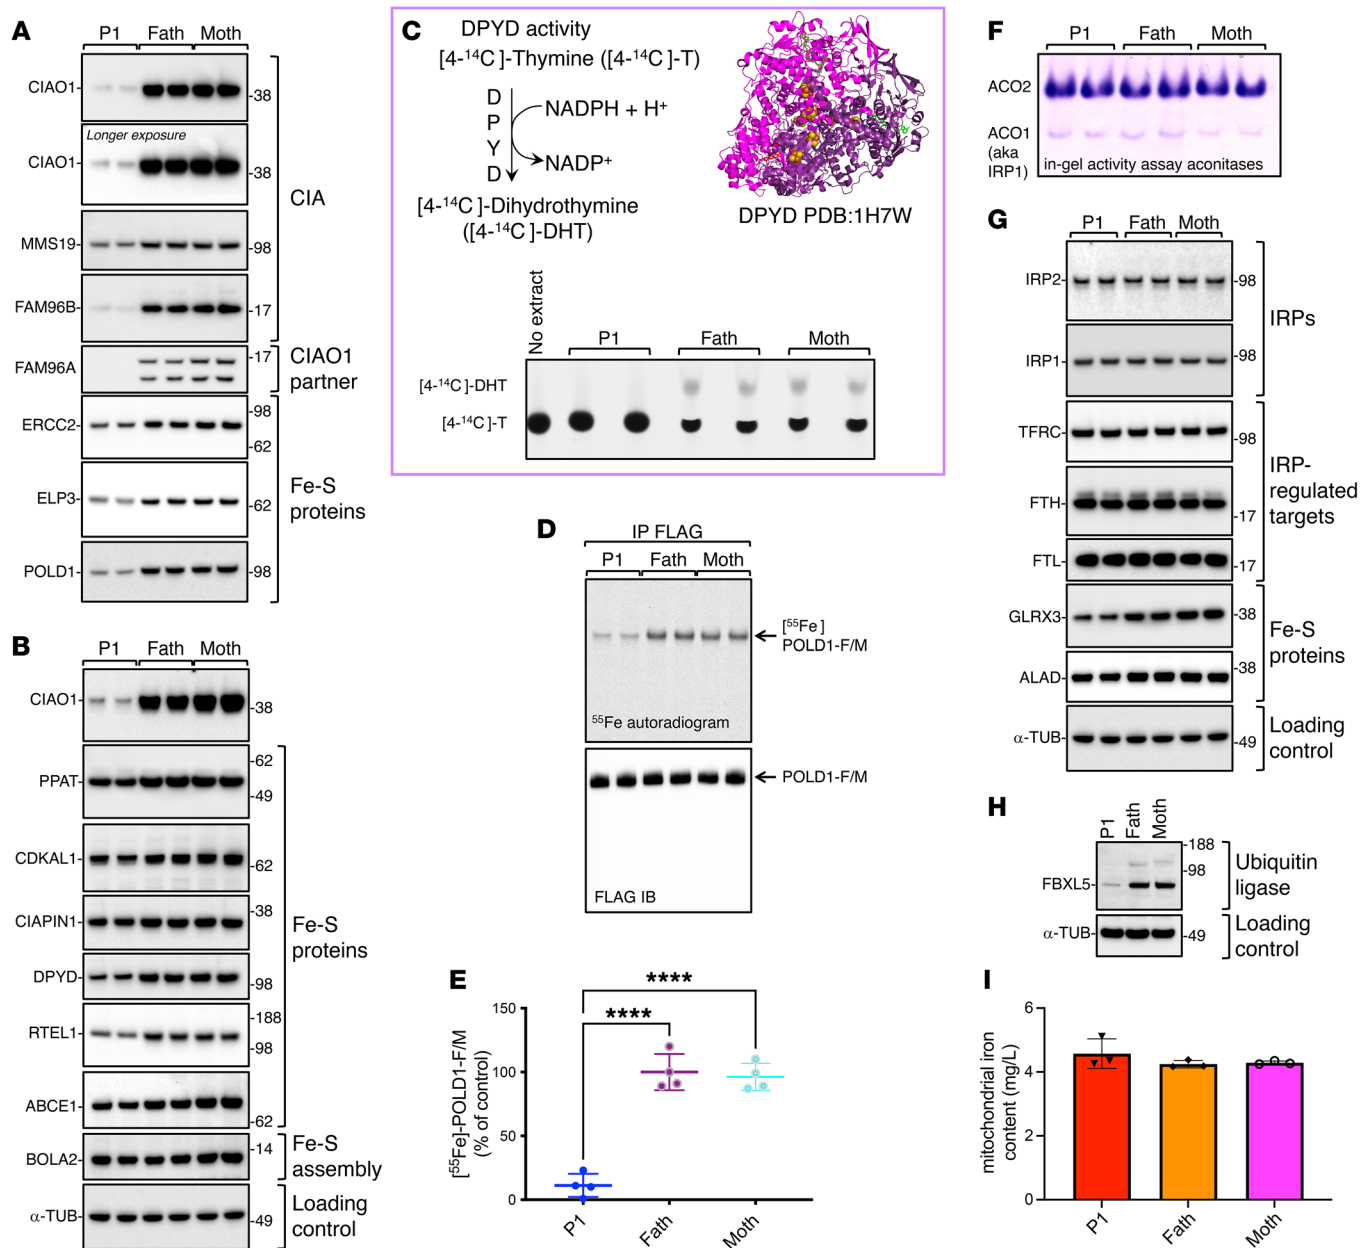 A
P1 Fath Moth
CIAO1
-38
Longer exposure
CIAO1
-38
CIA
MMS19
-98
FAM96B
-17
FAM96A
-17
CIAO1
partner
ERCC2
-98
-62
ELP3
-62
Fe-S
proteins
POLD1
-98
B
P1 Fath Moth
CIAO1
-38
PPAT
-62
-49
CDKAL1
-62
CIAPIN1
-38
Fe-S
proteins
DPYD
-98
RTEL1
-188
-98
ABCE1
-62
BOLA2
-14
Fe-S
assembly
α-TUB
-49
Loading
control
C
DPYD activity
[4-¹⁴C]-Thymine ([4-¹⁴C]-T)
D
P
Y
D
NADPH + H⁺
NADP⁺
[4-¹⁴C]-Dihydrothymine
([4-¹⁴C]-DHT)
DPYD PDB:1H7W
No extract
P1 Fath Moth
[4-¹⁴C]-DHT
[4-¹⁴C]-T
D
IP FLAG
P1 Fath Moth
[⁵⁵Fe]
POLD1-F/M
⁵⁵Fe autoradiogram
POLD1-F/M
FLAG IB
E
[⁵⁵Fe]-POLD1-F/M
(% of control)
150
100
50
0
****
****
P1
Fath
Moth
F
P1 Fath Moth
ACO2
ACO1
(aka
IRP1)
in-gel activity assay aconitases
G
P1 Fath Moth
IRP2
-98
IRP1
-98
IRPs
TFRC
-98
FTH
-17
FTL
-17
IRP-
regulated
targets
GLRX3
-38
ALAD
-38
Fe-S
proteins
α-TUB
-49
Loading
control
H
P1 Fath Moth
-188
-98
FBXL5
Ubiquitin
ligase
α-TUB
-49
Loading
control
I
mitochondrial iron
content (mg/L)
6
4
2
0
P1
Fath
Moth